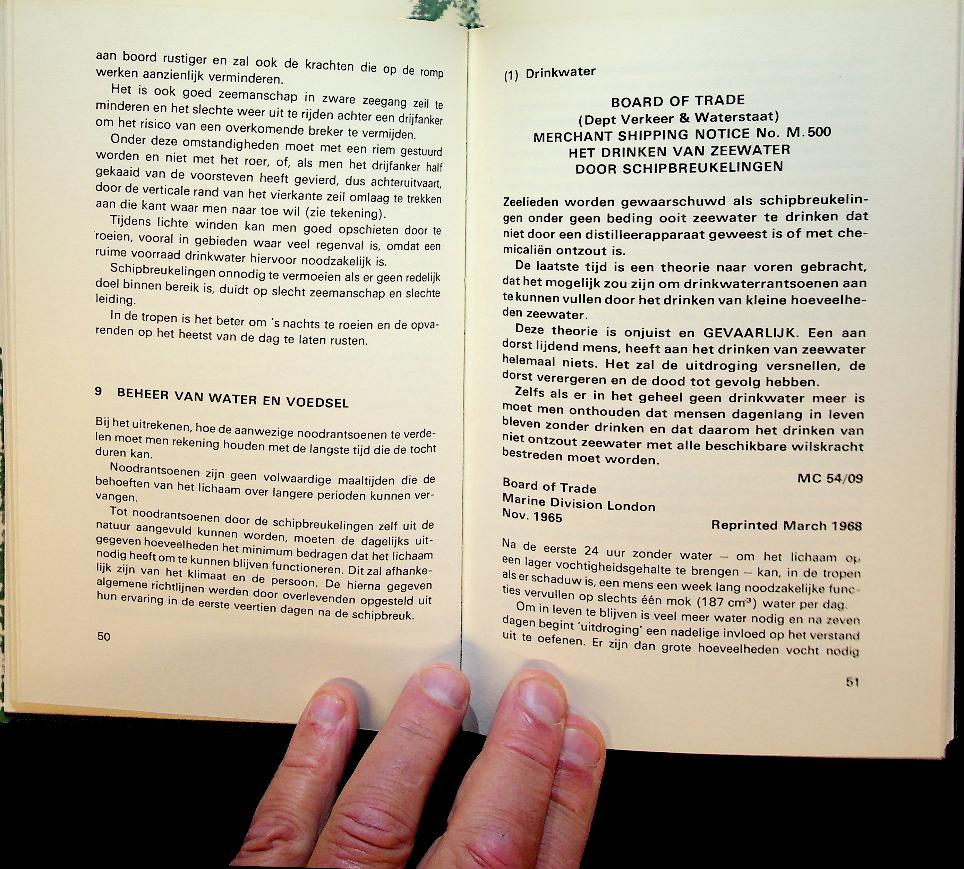 aan boord rustiger en zal ook de krachten die op de romp
werken aanzienlijk verminderen.
Het is ook goed zeemanschap in zware zeegang zeil te
minderen en het slechte weer uit te rijden achter een drijfanker
om het risico van een overkomende breker te vermijden.
Onder deze omstandigheden moet met een riem gestuurd
worden en niet met het roer, of, als men het drijfanker half
gekaaid van de voorsteven heeft gevierd, dus achteruitvaart,
door de verticale rand van het vierkante zeil omlaag te trekken
aan die kant waar men naar toe wil (zie tekening).
Tijdens lichte winden kan men goed opschieten door te
roeien, vooral in gebieden waar veel regenval is, omdat een
ruime voorraad drinkwater hiervoor noodzakelijk is.
Schipbreukelingen onnodig te vermoeien als er geen redelijk
doel binnen bereik is, duidt op slecht zeemanschap en slechte
leiding.
In de tropen is het beter om 's nachts te roeien en de opva-
renden op het heetst van de dag te laten rusten.
9 BEHEER VAN WATER EN VOEDSEL
Bij het uitrekenen, hoe de aanwezige noodrantsoenen te verde-
len moet men rekening houden met de langste tijd die de tocht
duren kan.
Noodrantsoenen zijn geen volwaardige maaltijden die de
behoeften van het lichaam over langere perioden kunnen ver-
vangen.
Tot noodrantsoenen door de schipbreukelingen zelf uit de
natuur aangevuld kunnen worden, moeten de dagelijks uit-
gegeven hoeveelheden het minimum bedragen dat het lichaam
nodig heeft om te kunnen blijven functioneren. Dit zal afhanke-
lijk zijn van het klimaat en de persoon. De hierna gegeven
algemene richtlijnen werden door overlevenden opgesteld uit
hun ervaring in de eerste veertien dagen na de schipbreuk.
50
(1) Drinkwater
BOARD OF TRADE
(Dept Verkeer & Waterstaat)
MERCHANT SHIPPING NOTICE No. M.500
HET DRINKEN VAN ZEEWATER
DOOR SCHIPBREUKELINGEN
Zeelieden worden gewaarschuwd als schipbreukelin-
gen onder geen beding ooit zeewater te drinken dat
niet door een distilleerapparaat geweest is of met che-
micaliën ontzout is.
De laatste tijd is een theorie naar voren gebracht,
dat het mogelijk zou zijn om drinkwaterrantsoenen aan
te kunnen vullen door het drinken van kleine hoeveelhe-
den zeewater.
Deze theorie is onjuist en GEVAARLIJK. Een aan
dorst lijdend mens, heeft aan het drinken van zeewater
helemaal niets. Het zal de uitdroging versnellen, de
dorst verergeren en de dood tot gevolg hebben.
Zelfs als er in het geheel geen drinkwater meer is
moet men onthouden dat mensen dagenlang in leven
bleven zonder drinken en dat daarom het drinken van
niet ontzout zeewater met alle beschikbare wilskracht
bestreden moet worden.
MC 54/09
Board of Trade
Marine Division London
Nov. 1965
Reprinted March 1968
Na de eerste 24 uur zonder water – om het lichaam op
een lager vochtigheidsgehalte te brengen – kan, in de tropen
als er schaduw is, een mens een week lang noodzakelijke func-
ties vervullen op slechts één mok (187 cm³) water per dag.
Om in leven te blijven is veel meer water nodig en na zeven
dagen begint 'uitdroging' een nadelige invloed op het verstand
uit te oefenen. Er zijn dan grote hoeveelheden vocht nodig
51